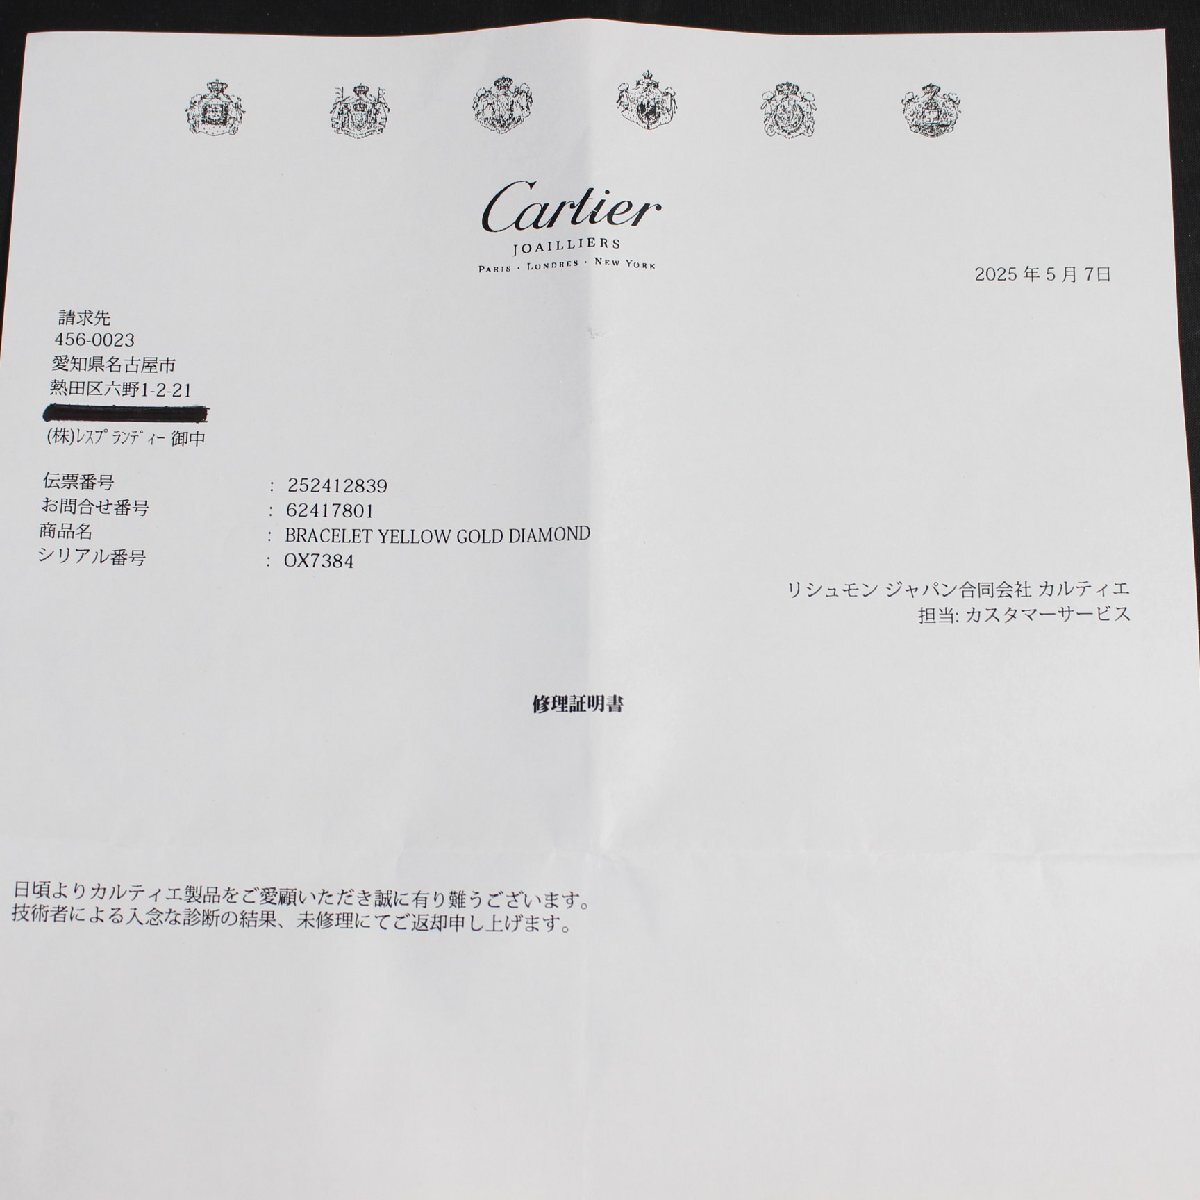 Cartier
JOAILLIERS
PARIS · LONDRES · NEW YORK
2025 年 5 月 7日
請求先
456-0023
愛知県名古屋市
熱田区六野1-2-21
(株)ﾚｽﾌﾟﾗﾝﾃﾞｨｰ 御中
伝票番号 : 252412839
お問合せ番号 : 62417801
商品名 : BRACELET YELLOW GOLD DIAMOND
シリアル番号 : OX7384
リシュモン ジャパン合同会社 カルティエ
担当: カスタマーサービス
修理証明書
日頃よりカルティエ製品をご愛顧いただき誠に有り難うございます。
技術者による入念な診断の結果、未修理にてご返却申し上げます。